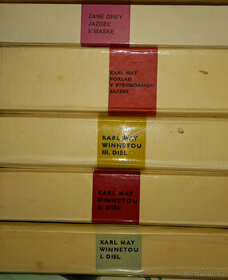 ZANE GREY
JAZDEC
V MASKE
KARL MAY
POKLAD
V STRIEBORNOM
JAZERE
KARL MAY
WINNETOU
III. DIEL
KARL MAY
WINNETOU
II. DIEL
KARL MAY
WINNETOU
I. DIEL